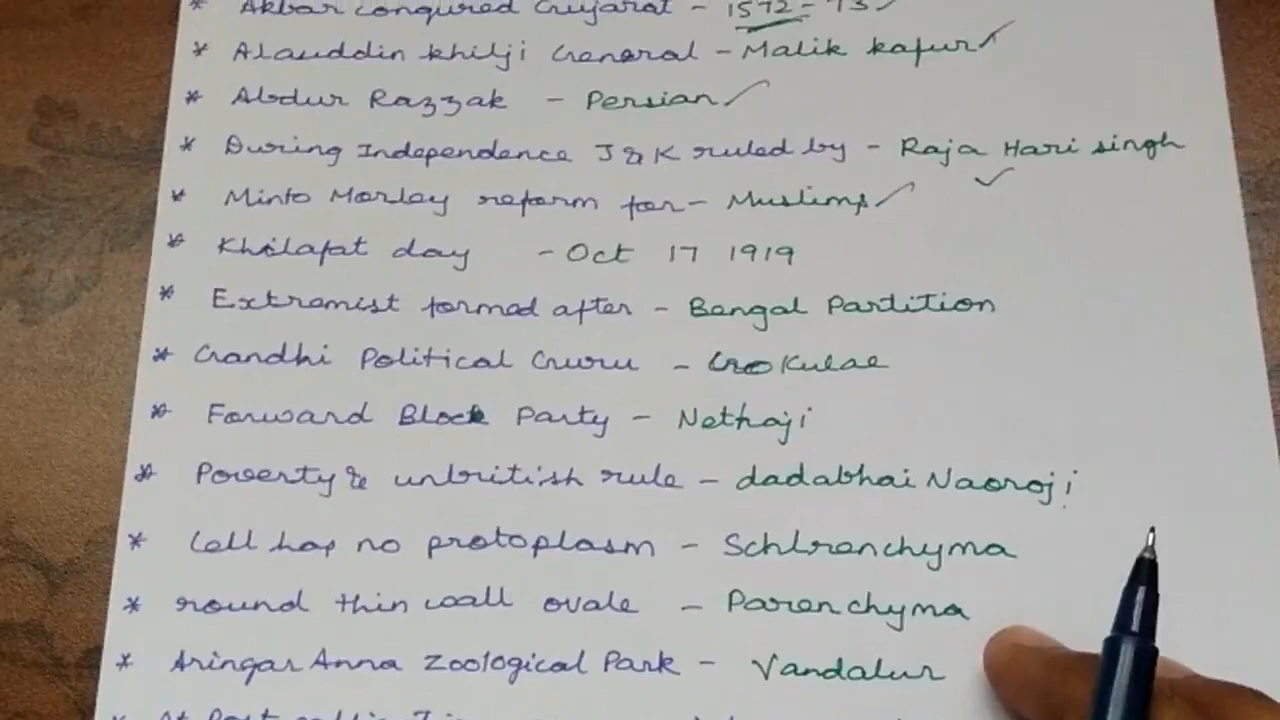 * Akbar conqured Gujarat - 1572 - 73
* Alauddin khilji General - Malik kafur
* Abdur Razzak - Persian
* During Independence J & K ruled by - Raja Hari singh
* Minto Morley reform for - Muslims
* Khilafat day - Oct 17 1919
* Extremist formed after - Bengal Partition
* Gandhi Political Guru - Gokulae
* Forward Block Party - Nethaji
* Poverty & unbritish rule - dadabhai Naoroji
* Cell has no protoplasm - Schlrenchyma
* round thin wall ovale - Parenchyma
* Aringar Anna Zoological Park - Vandalur